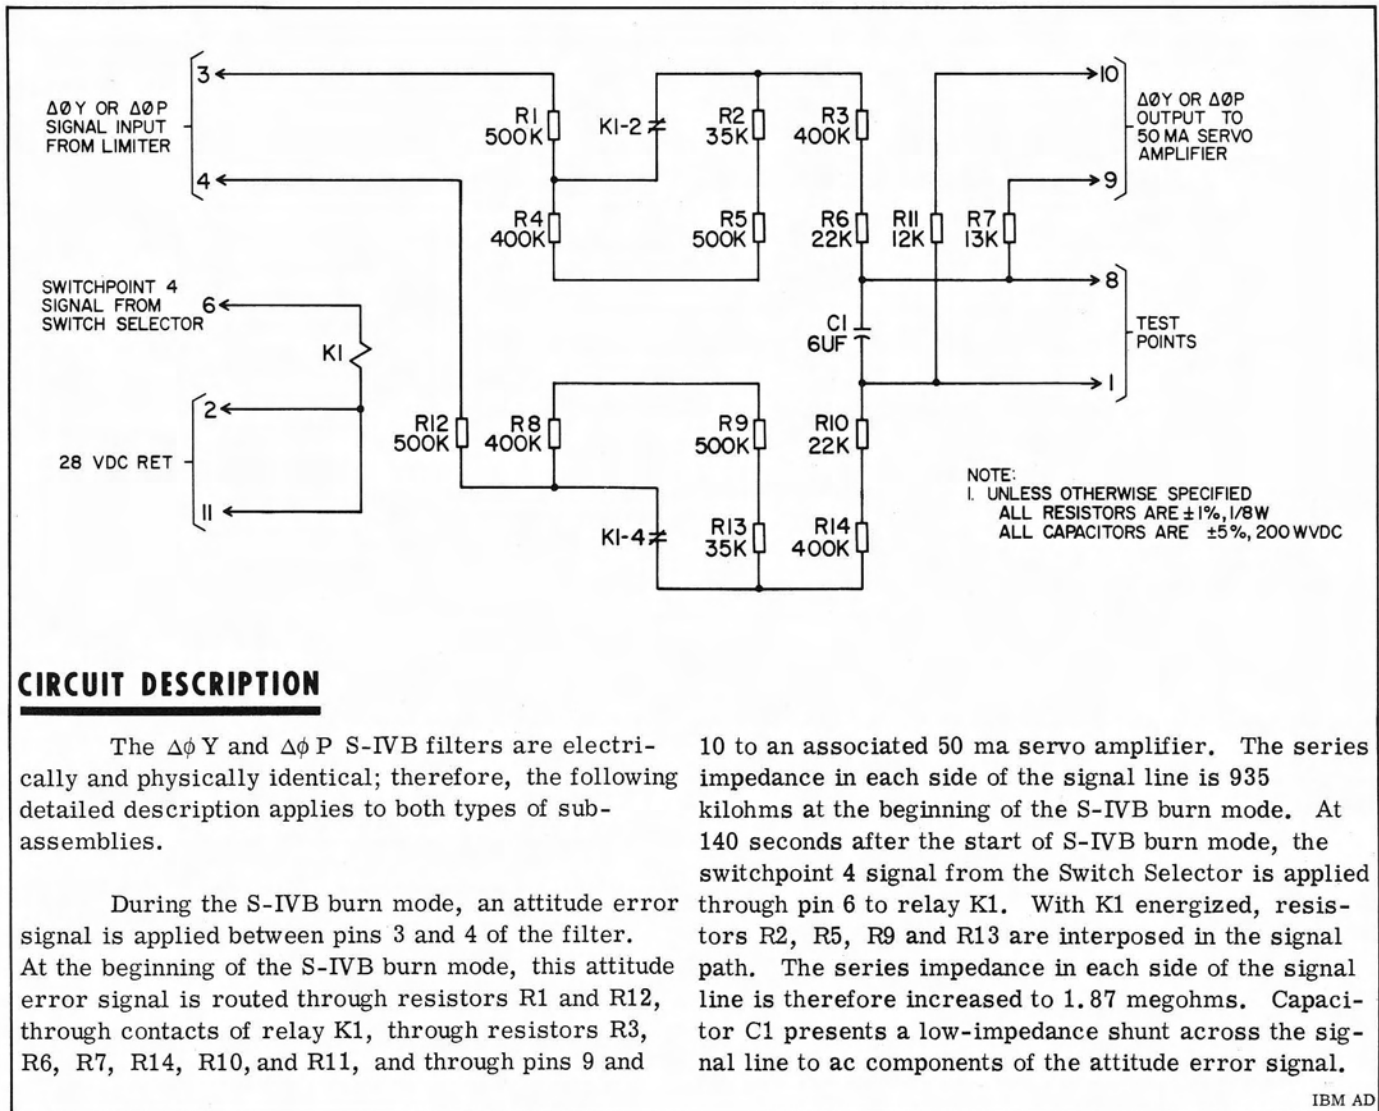 3
ΔØY OR ΔØP
SIGNAL INPUT
FROM LIMITER
4
R1
500K
K1-2
R2
35K
R3
400K
10
ΔØY OR ΔØP
OUTPUT TO
50 MA SERVO
AMPLIFIER
9
R4
400K
R5
500K
R6
22K
R11
12K
R7
13K
SWITCHPOINT 4
SIGNAL FROM
SWITCH SELECTOR
6
K1
8
C1
6UF
TEST
POINTS
1
2
28 VDC RET
11
R12
500K
R8
400K
R9
500K
R10
22K
K1-4
R13
35K
R14
400K
NOTE:
1. UNLESS OTHERWISE SPECIFIED
ALL RESISTORS ARE ±1%, 1/8W
ALL CAPACITORS ARE ±5%, 200 WVDC
CIRCUIT DESCRIPTION
The Δϕ Y and Δϕ P S-IVB filters are electri-
cally and physically identical; therefore, the following
detailed description applies to both types of sub-
assemblies.
During the S-IVB burn mode, an attitude error
signal is applied between pins 3 and 4 of the filter.
At the beginning of the S-IVB burn mode, this attitude
error signal is routed through resistors R1 and R12,
through contacts of relay K1, through resistors R3,
R6, R7, R14, R10, and R11, and through pins 9 and
10 to an associated 50 ma servo amplifier. The series
impedance in each side of the signal line is 935
kilohms at the beginning of the S-IVB burn mode. At
140 seconds after the start of S-IVB burn mode, the
switchpoint 4 signal from the Switch Selector is applied
through pin 6 to relay K1. With K1 energized, resis-
tors R2, R5, R9 and R13 are interposed in the signal
path. The series impedance in each side of the signal
line is therefore increased to 1.87 megohms. Capaci-
tor C1 presents a low-impedance shunt across the sig-
nal line to ac components of the attitude error signal.
IBM AD